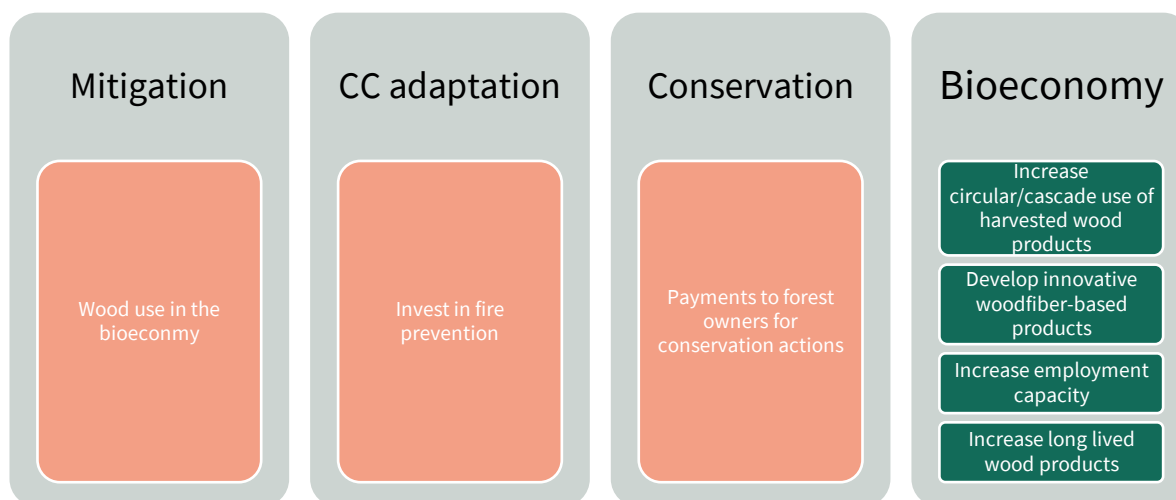 Mitigation
Wood use in the
bioeconmy
CC adaptation
Invest in fire
prevention
Conservation
Payments to forest
owners for
conservation actions
Bioeconomy
Increase
circular/cascade use of
harvested wood
products
Develop innovative
woodfiber-based
products
Increase employment
capacity
Increase long lived
wood products